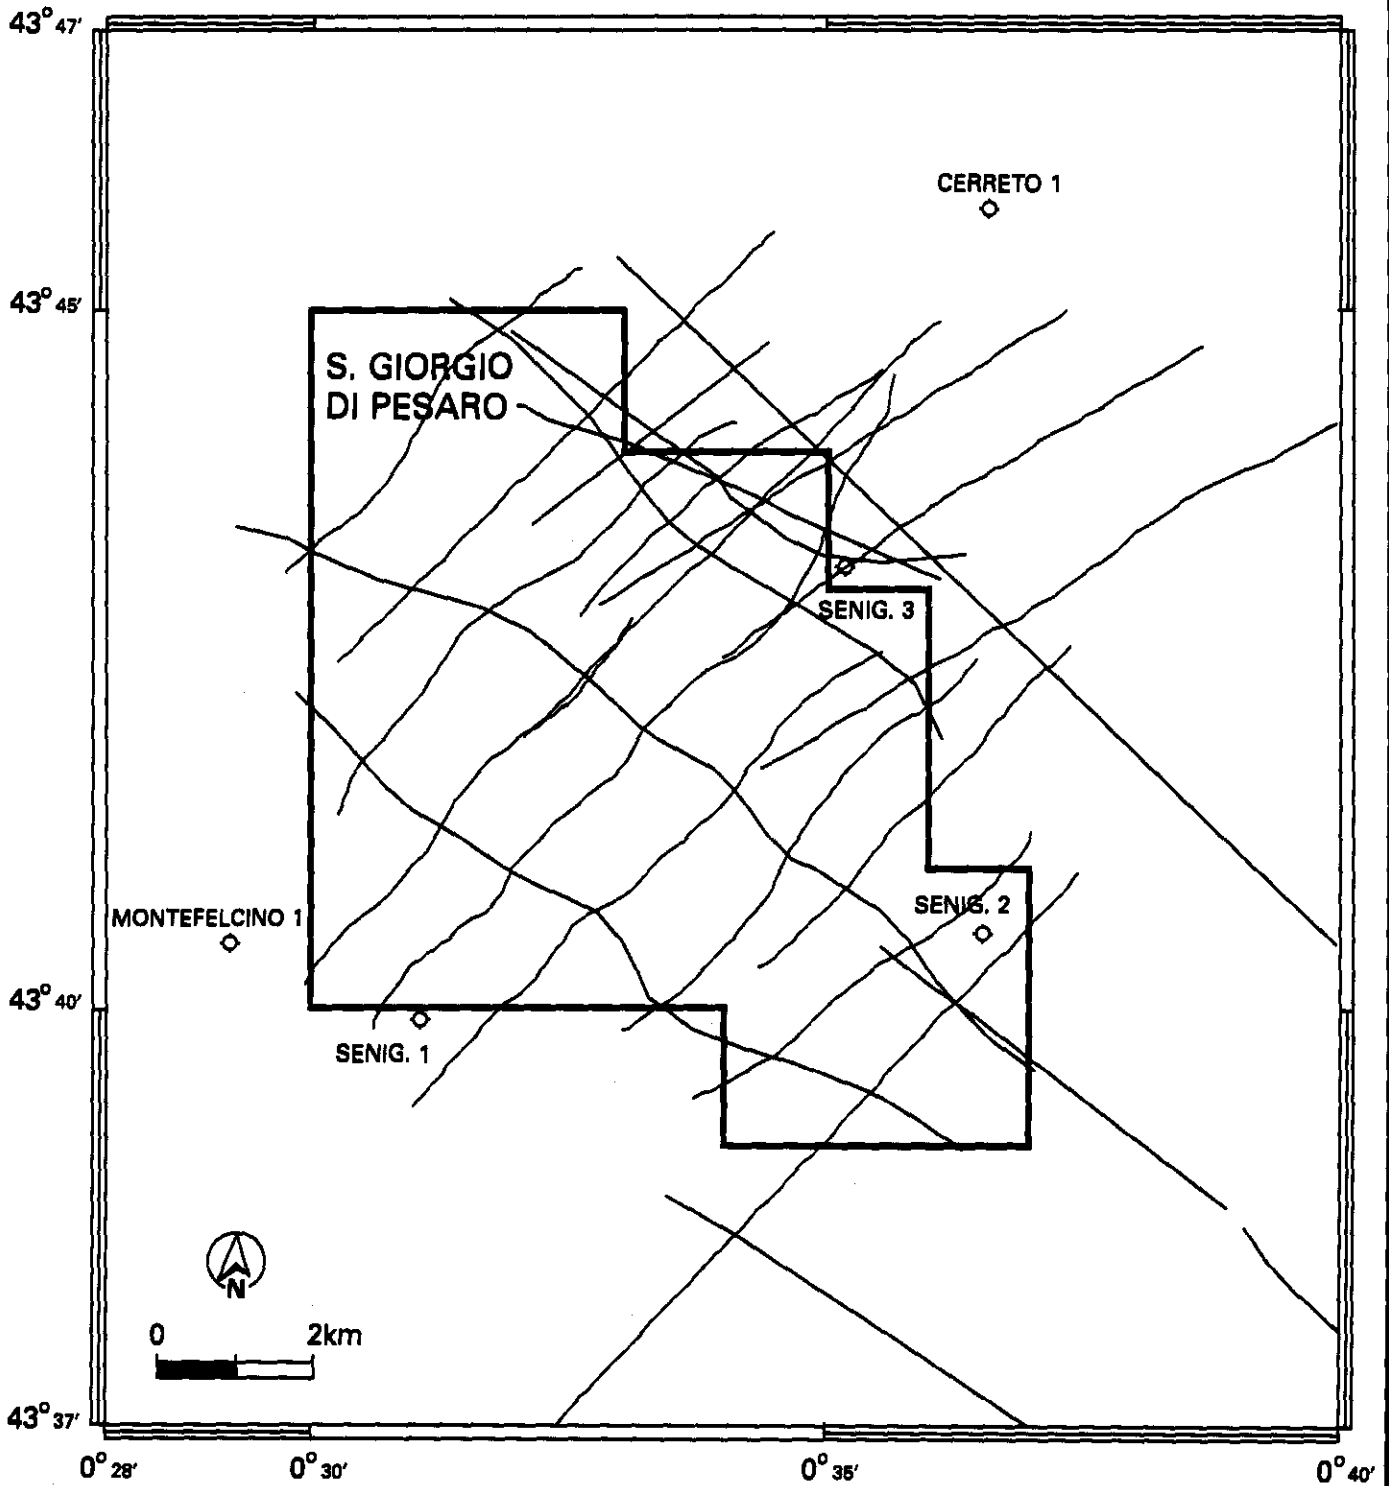 43° 47'
CERRETO 1
43° 45'
S. GIORGIO
DI PESARO
SENIG. 3
MONTEFELCINO 1
SENIG. 2
43° 40'
SENIG. 1
N
0 2km
43° 37'
0° 28' 0° 30' 0° 35' 0° 40'